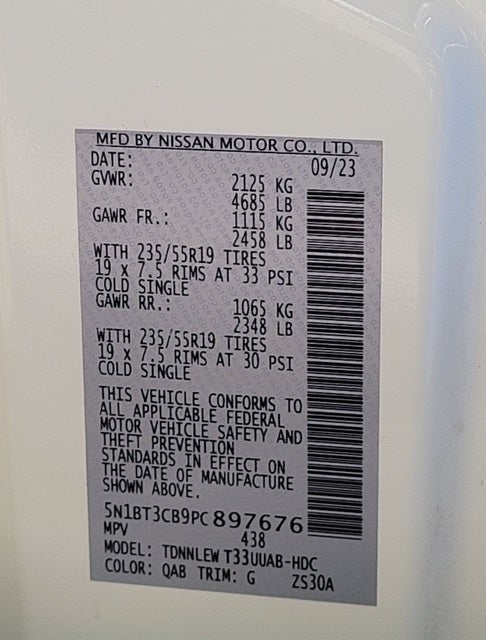 MFD BY NISSAN MOTOR CO., LTD.
DATE: 09/23
GVWR: 2125 KG
4685 LB
GAWR FR.: 1115 KG
2458 LB
WITH 235/55R19 TIRES
19 x 7.5 RIMS AT 33 PSI
COLD SINGLE
GAWR RR.: 1065 KG
2348 LB
WITH 235/55R19 TIRES
19 x 7.5 RIMS AT 30 PSI
COLD SINGLE
THIS VEHICLE CONFORMS TO
ALL APPLICABLE FEDERAL
MOTOR VEHICLE SAFETY AND
THEFT PREVENTION
STANDARDS IN EFFECT ON
THE DATE OF MANUFACTURE
SHOWN ABOVE.
5N1BT3CB9PC897676
MPV 438
MODEL: TDNNLEW T33UUAB-HDC
COLOR: QAB TRIM: G ZS30A